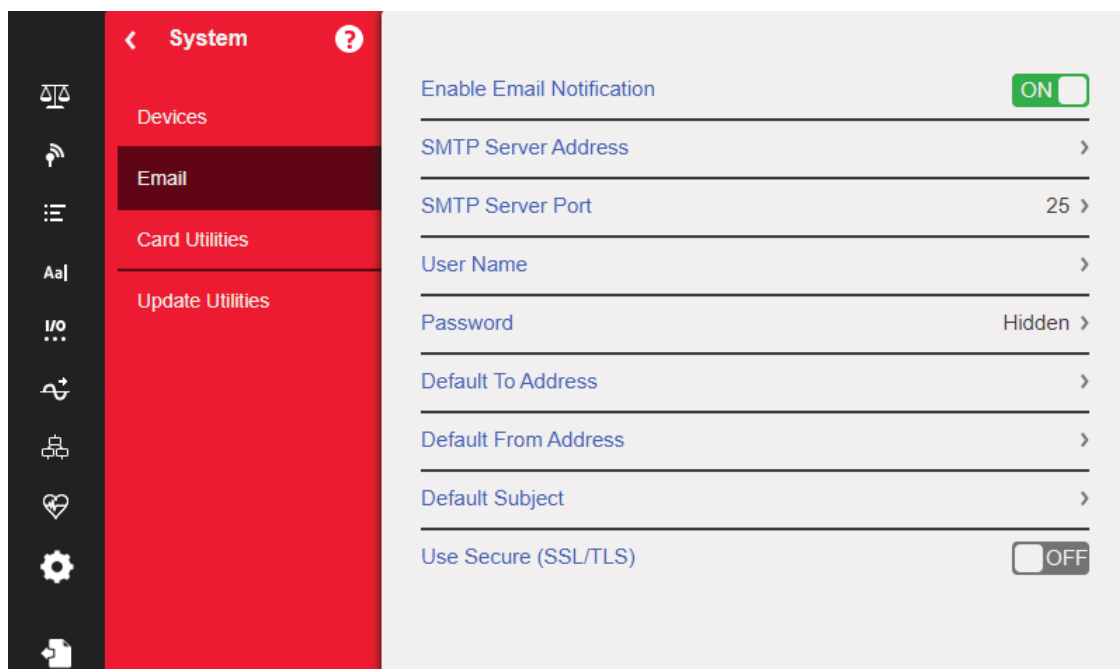 System
?
Devices
Email
Card Utilities
Update Utilities
Aa
I/O
Enable Email Notification ON
SMTP Server Address
SMTP Server Port 25
User Name
Password Hidden
Default To Address
Default From Address
Default Subject
Use Secure (SSL/TLS) OFF